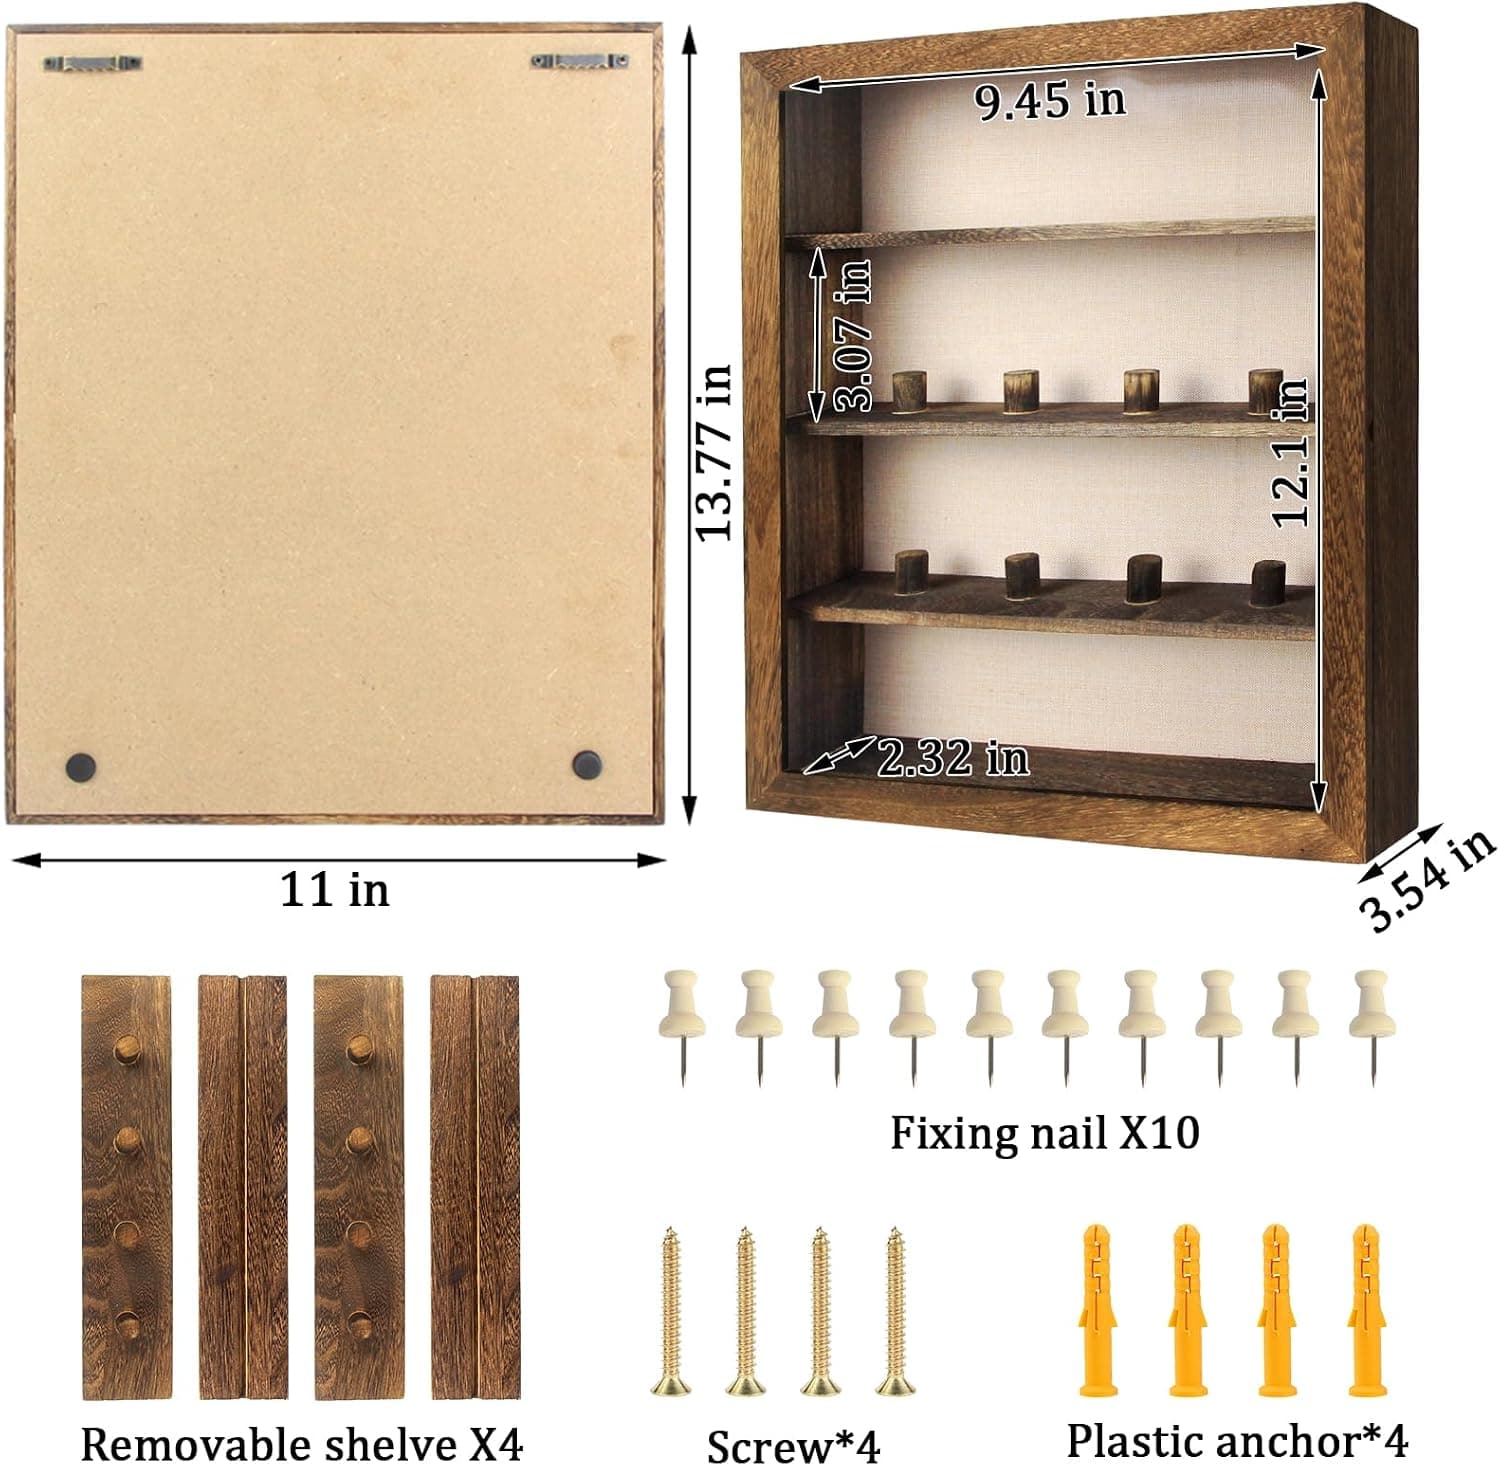 9.45 in
3.07 in
13.77 in
12.1 in
2.32 in
11 in
3.54 in
Fixing nail X10
Removable shelve X4
Screw*4
Plastic anchor*4